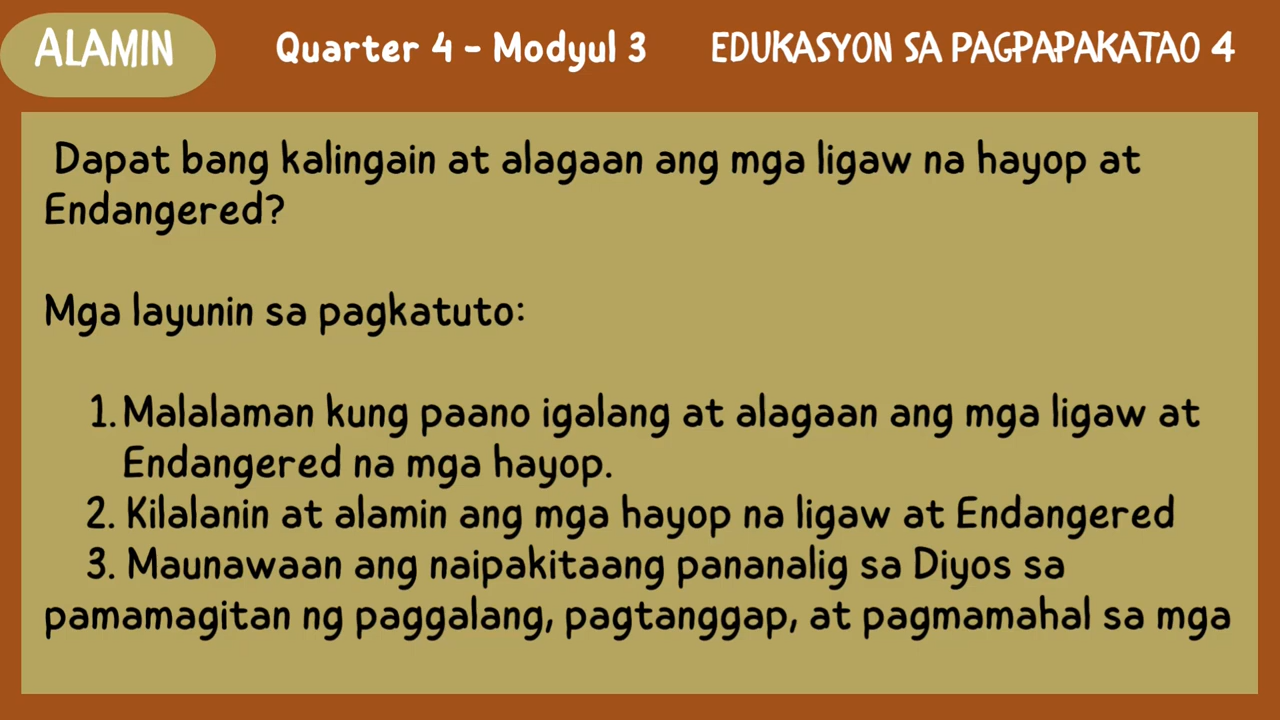 ALAMIN
Quarter 4 - Modyul 3
EDUKASYON SA PAGPAPAKATAO 4
Dapat bang kalingain at alagaan ang mga ligaw na hayop at
Endangered?
Mga layunin sa pagkatuto:
1. Malalaman kung paano igalang at alagaan ang mga ligaw at
Endangered na mga hayop.
2. Kilalanin at alamin ang mga hayop na ligaw at Endangered
3. Maunawaan ang naipakitaang pananalig sa Diyos sa
pamamagitan ng paggalang, pagtanggap, at pagmamahal sa mga